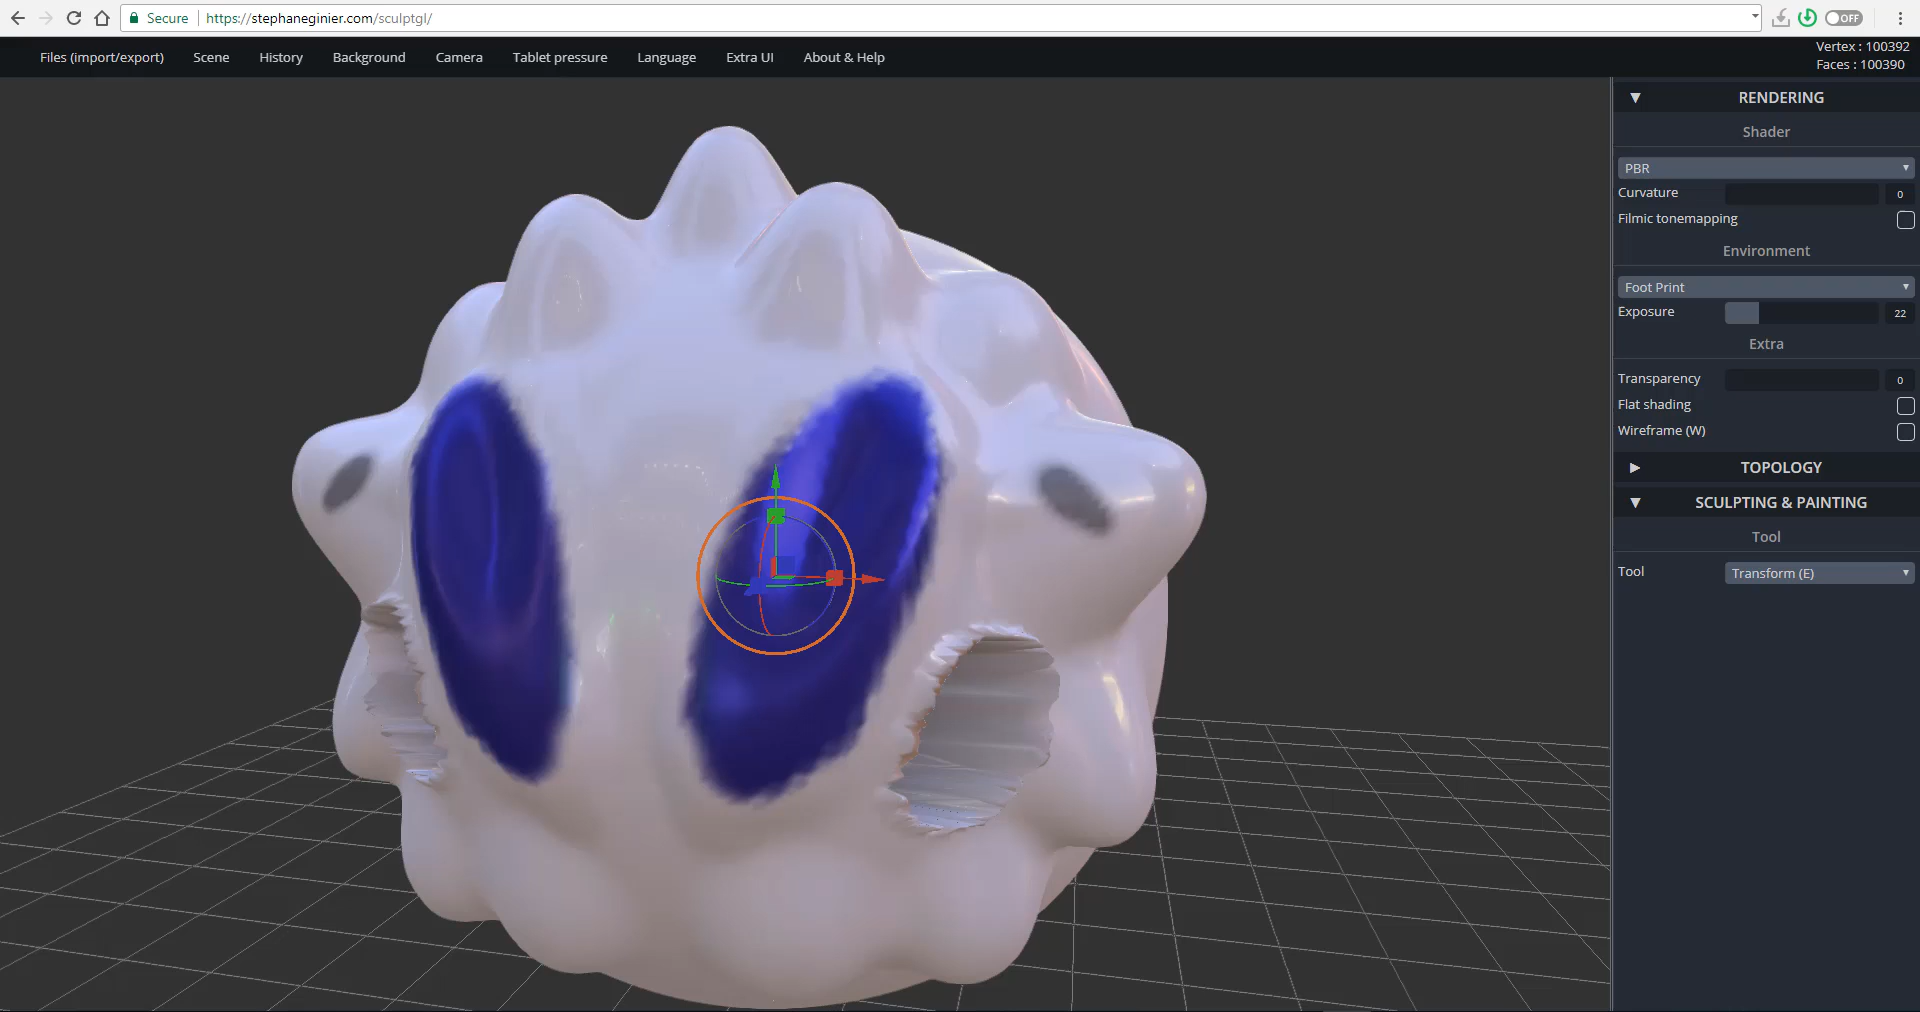 Secure https://stephaneginier.com/sculptgl/
OFF
Files (import/export) Scene History Background Camera Tablet pressure Language Extra UI About & Help
Vertex : 100392
Faces : 100390
▼ RENDERING
Shader
PBR
Curvature 0
Filmic tonemapping
Environment
Foot Print
Exposure 22
Extra
Transparency 0
Flat shading
Wireframe (W)
▶ TOPOLOGY
▼ SCULPTING & PAINTING
Tool
Tool Transform (E)